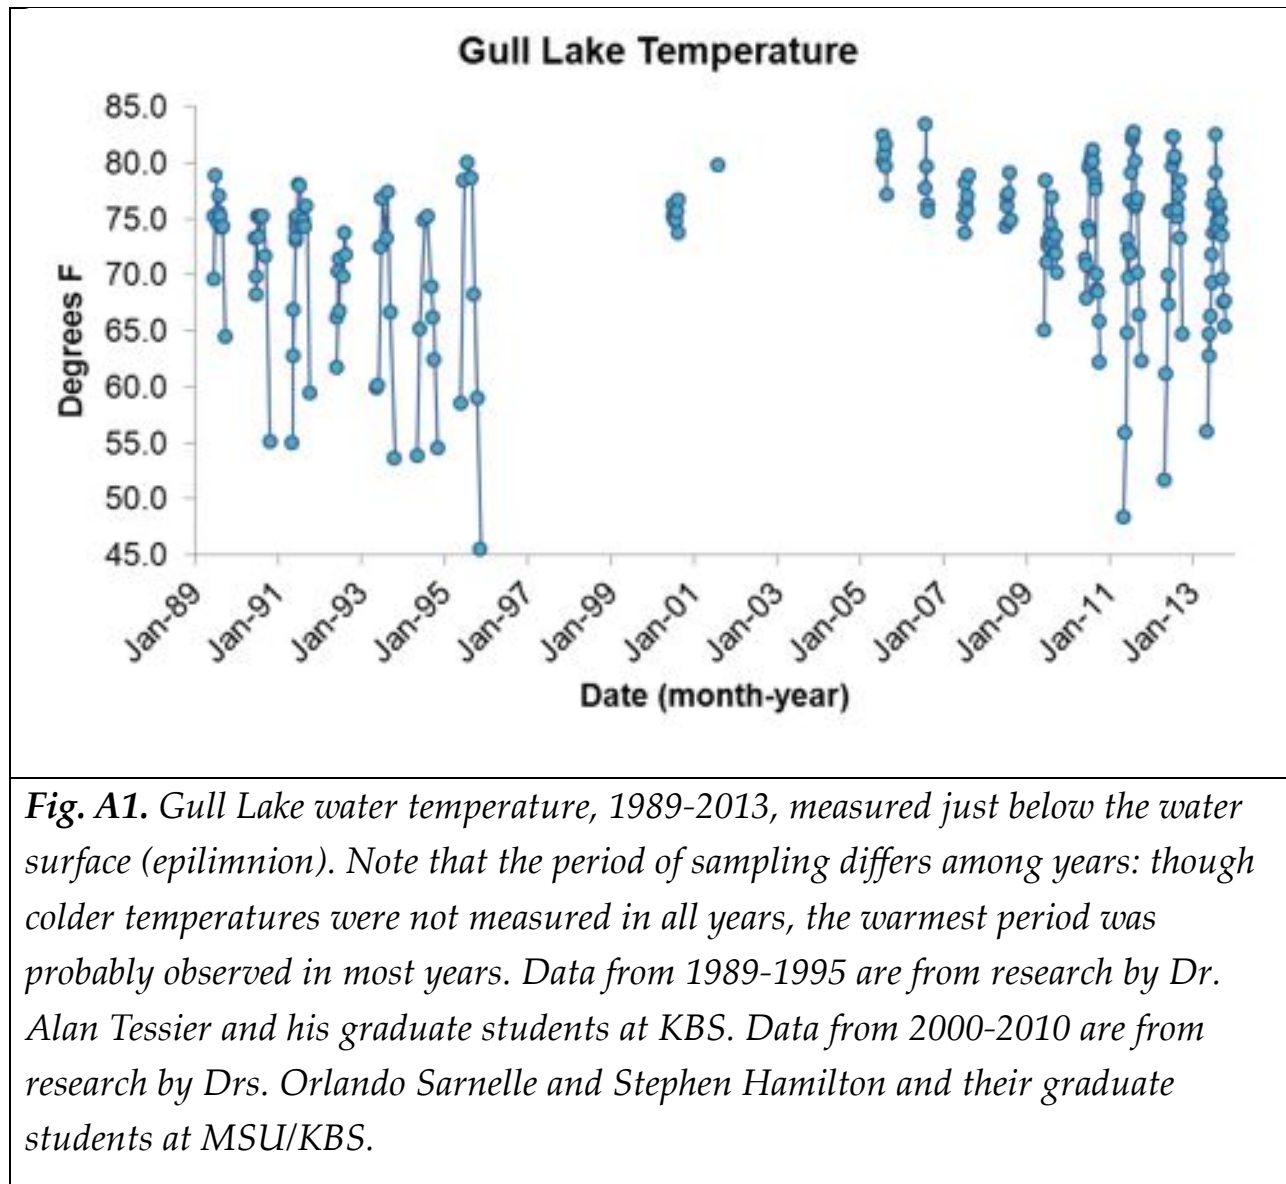 Gull Lake Temperature
85.0
80.0
75.0
70.0
65.0
60.0
55.0
50.0
45.0
Degrees F
Jan-89
Jan-91
Jan-93
Jan-95
Jan-97
Jan-99
Jan-01
Jan-03
Jan-05
Jan-07
Jan-09
Jan-11
Jan-13
Date (month-year)
Fig. A1. Gull Lake water temperature, 1989-2013, measured just below the water
surface (epilimnion). Note that the period of sampling differs among years: though
colder temperatures were not measured in all years, the warmest period was
probably observed in most years. Data from 1989-1995 are from research by Dr.
Alan Tessier and his graduate students at KBS. Data from 2000-2010 are from
research by Drs. Orlando Sarnelle and Stephen Hamilton and their graduate
students at MSU/KBS.